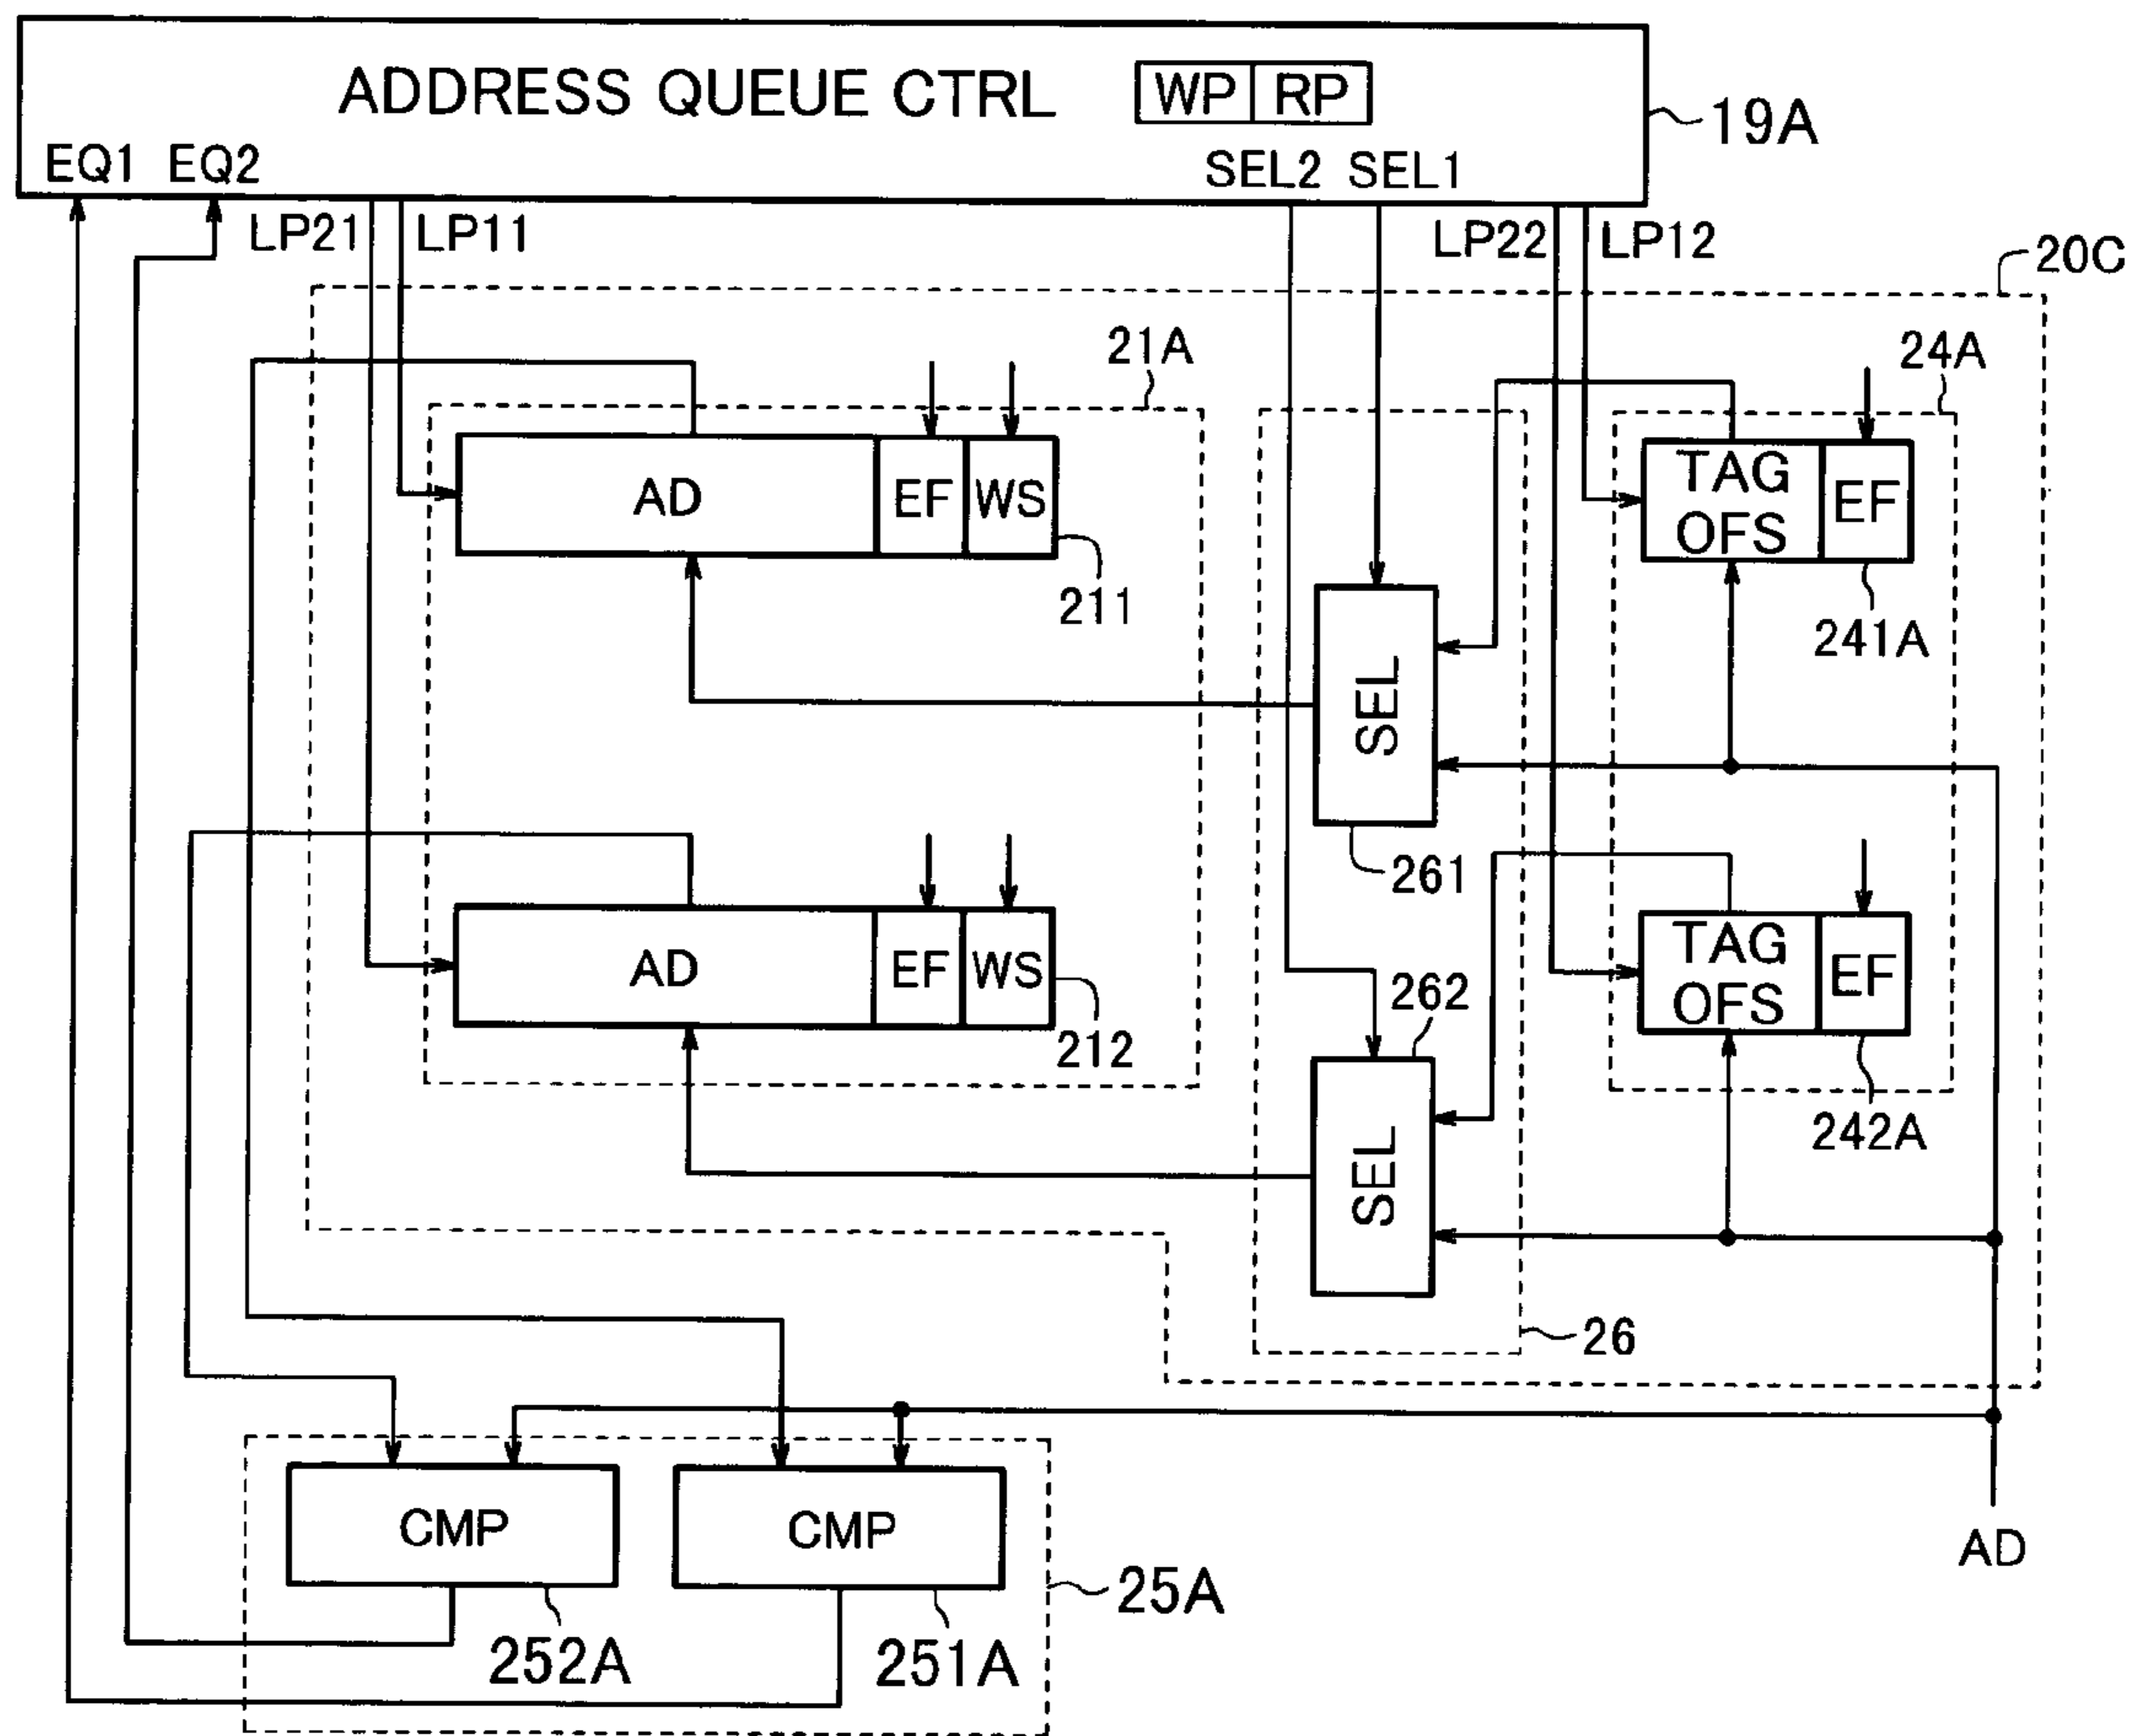 ADDRESS QUEUE CTRL WP RP
19A
EQ1 EQ2 SEL2 SEL1
LP21 LP11 LP22 LP12
20C
21A
24A
AD EF WS
TAG OFS EF
211
241A
SEL
261
AD EF WS
TAG OFS EF
212
262
242A
SEL
26
CMP CMP
AD
25A
252A 251A